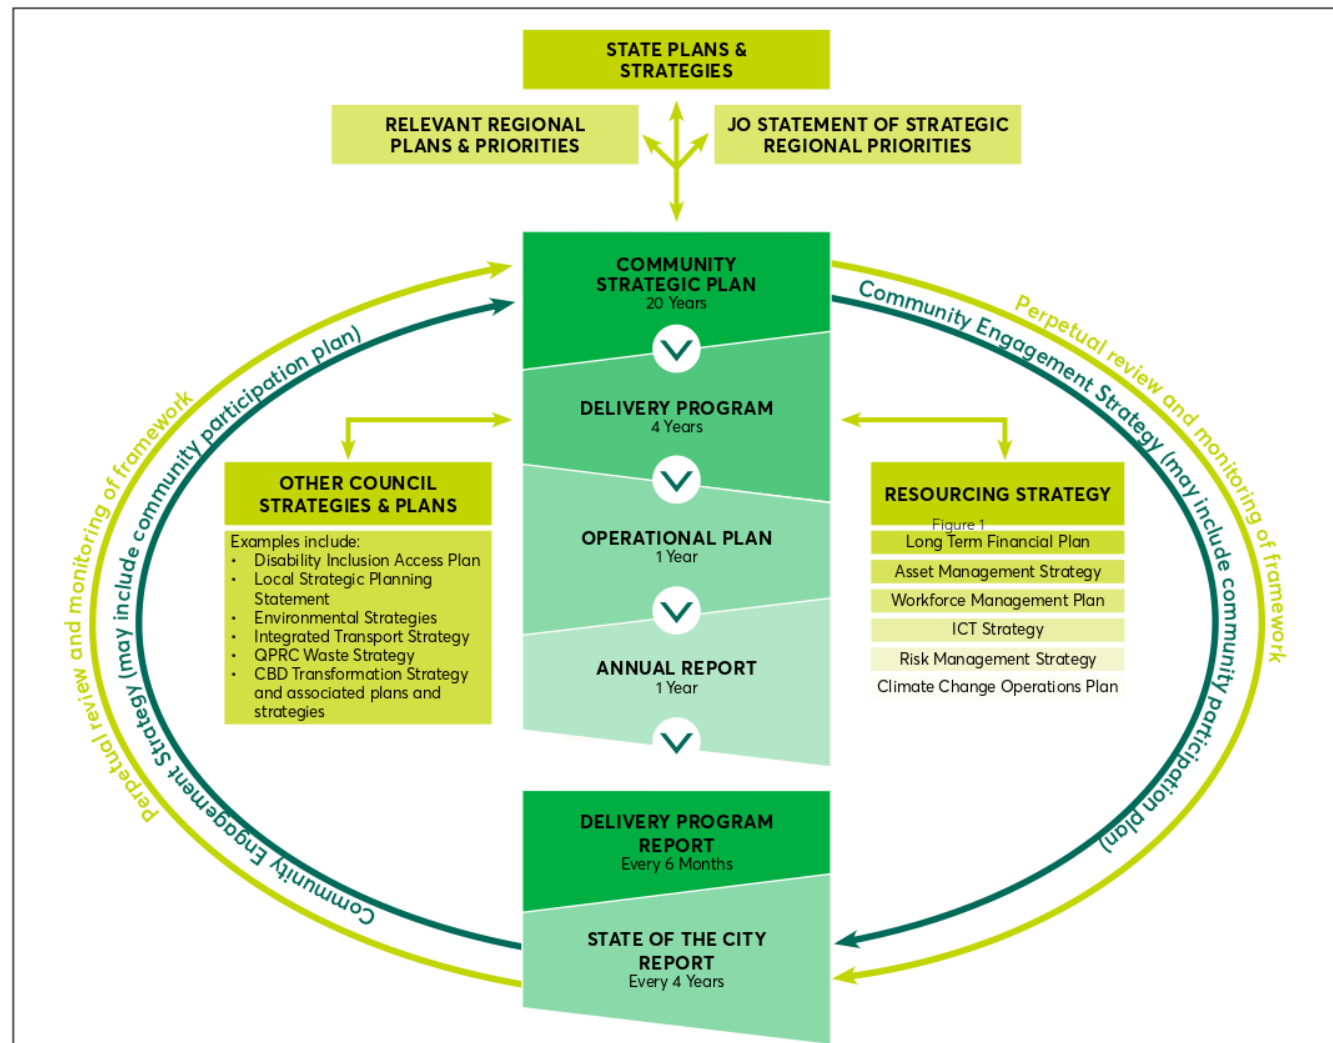 STATE PLANS &
STRATEGIES
RELEVANT REGIONAL
PLANS & PRIORITIES
JO STATEMENT OF STRATEGIC
REGIONAL PRIORITIES
COMMUNITY
STRATEGIC PLAN
20 Years
DELIVERY PROGRAM
4 Years
OPERATIONAL PLAN
1 Year
ANNUAL REPORT
1 Year
DELIVERY PROGRAM
REPORT
Every 6 Months
STATE OF THE CITY
REPORT
Every 4 Years
OTHER COUNCIL
STRATEGIES & PLANS
Examples include:
• Disability Inclusion Access Plan
• Local Strategic Planning
Statement
• Environmental Strategies
• Integrated Transport Strategy
• QPRC Waste Strategy
• CBD Transformation Strategy
and associated plans and
strategies
RESOURCING STRATEGY
Figure 1
Long Term Financial Plan
Asset Management Strategy
Workforce Management Plan
ICT Strategy
Risk Management Strategy
Climate Change Operations Plan
Perpetual review and monitoring of framework
Community Engagement Strategy (may include community participation plan)
Perpetual review and monitoring of framework
Community Engagement Strategy (may include community participation plan)